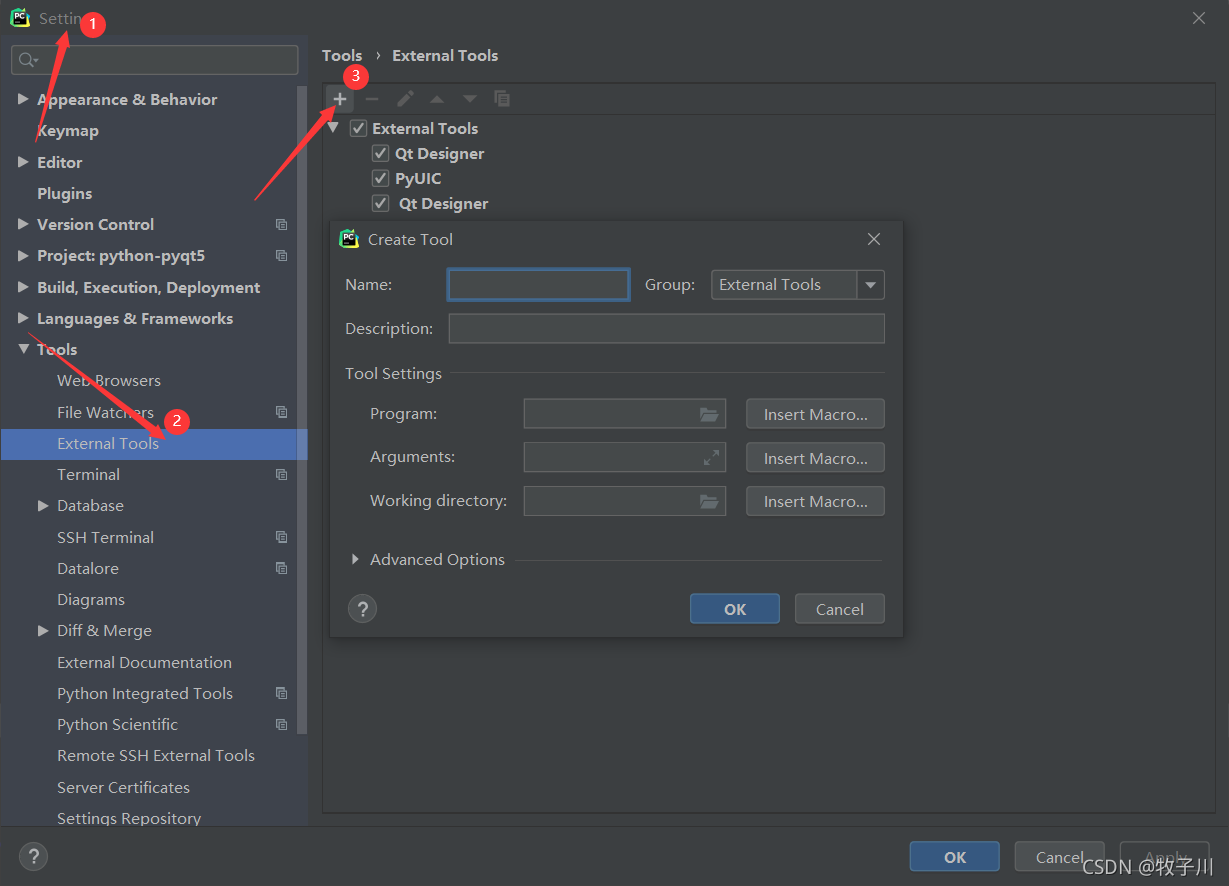 PC Settin 1
Tools › External Tools
3
Appearance & Behavior
Keymap
Editor
Plugins
Version Control
Project: python-pyqt5
Build, Execution, Deployment
Languages & Frameworks
Tools
Web Browsers
File Watchers
2
External Tools
Terminal
Database
SSH Terminal
Datalore
Diagrams
Diff & Merge
External Documentation
Python Integrated Tools
Python Scientific
Remote SSH External Tools
Server Certificates
Settings Repository
External Tools
Qt Designer
PyUIC
Qt Designer
PC Create Tool
Name: Group: External Tools
Description:
Tool Settings
Program: Insert Macro...
Arguments: Insert Macro...
Working directory: Insert Macro...
Advanced Options
? OK Cancel
? OK Cancel Apply
CSDN @牧子川